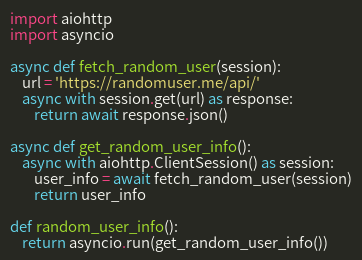 import aiohttp
import asyncio

async def fetch_random_user(session):
    url = 'https://randomuser.me/api/'
    async with session.get(url) as response:
        return await response.json()

async def get_random_user_info():
    async with aiohttp.ClientSession() as session:
        user_info = await fetch_random_user(session)
        return user_info

def random_user_info():
    return asyncio.run(get_random_user_info())